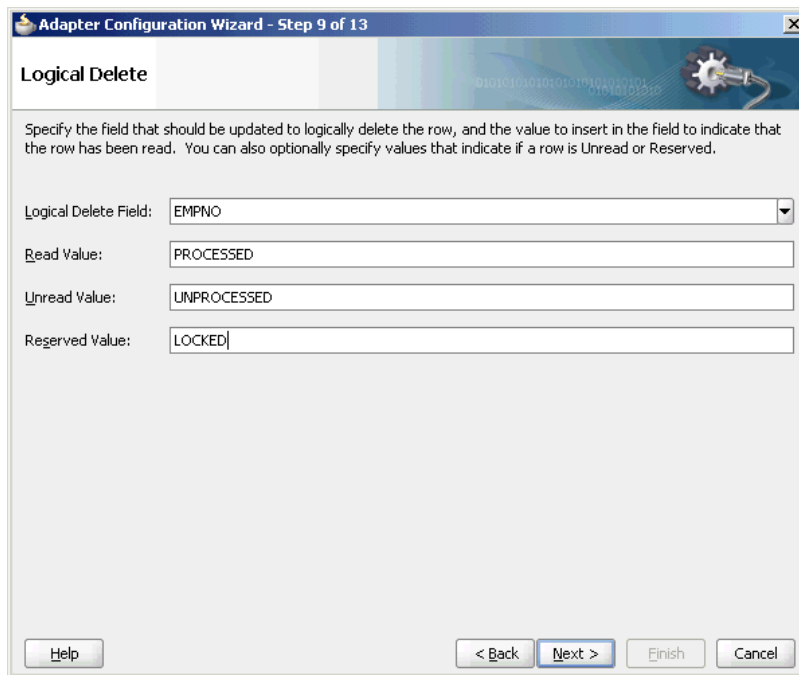 Adapter Configuration Wizard - Step 9 of 13
Logical Delete
Specify the field that should be updated to logically delete the row, and the value to insert in the field to indicate that
the row has been read. You can also optionally specify values that indicate if a row is Unread or Reserved.
Logical Delete Field: EMPNO
Read Value: PROCESSED
Unread Value: UNPROCESSED
Reserved Value: LOCKED
Help < Back Next > Finish Cancel